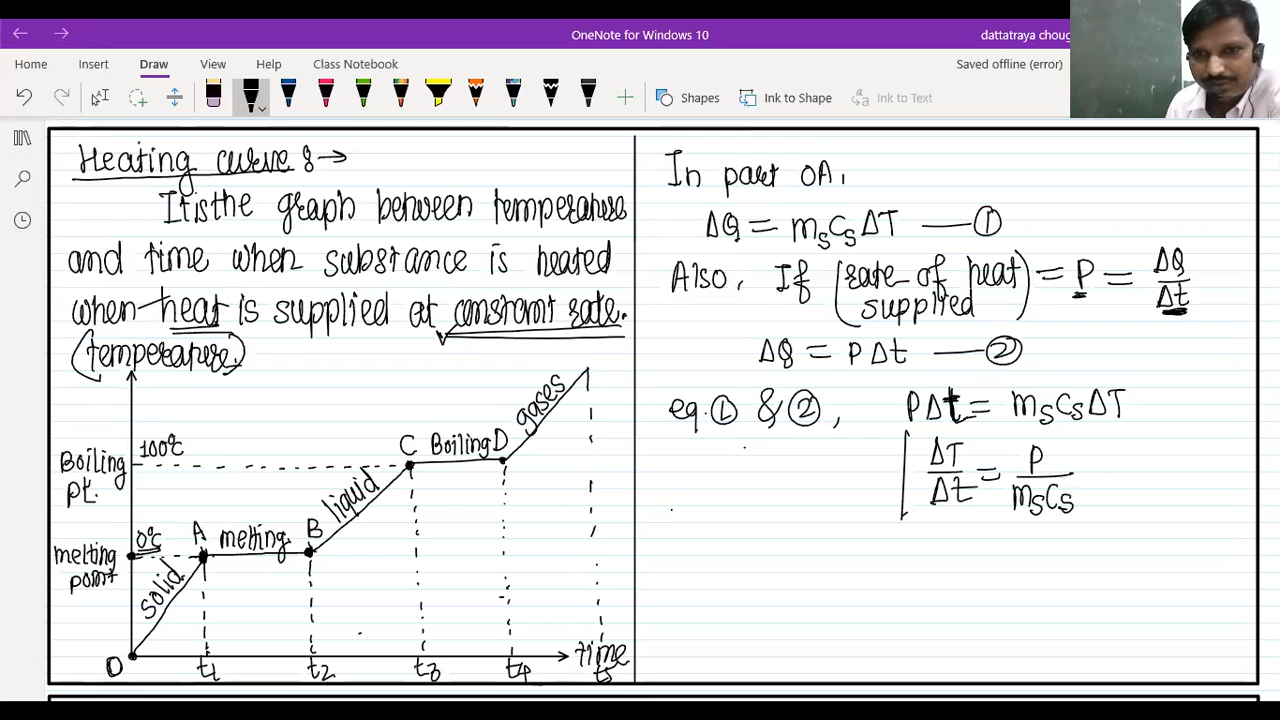 OneNote for Windows 10
dattatraya choug
Home Insert Draw View Help Class Notebook
Saved offline (error)
Shapes Ink to Shape Ink to Text
Heating curve :→
It is the graph between temperature
and time when substance is heated
when heat is supplied at constant rate.
(temperature)
Boiling pt.
100°C
C Boiling D
gases
liquid
melting point
0°C
A melting B
solid
O t1 t2 t3 t4 t5
time
In part OA,
ΔQ = msCsΔT —— ①
Also, If (rate of heat supplied) = P = ΔQ/Δt
ΔQ = PΔt —— ②
eq. ① & ②, PΔt = msCsΔT
ΔT/Δt = P/msCs